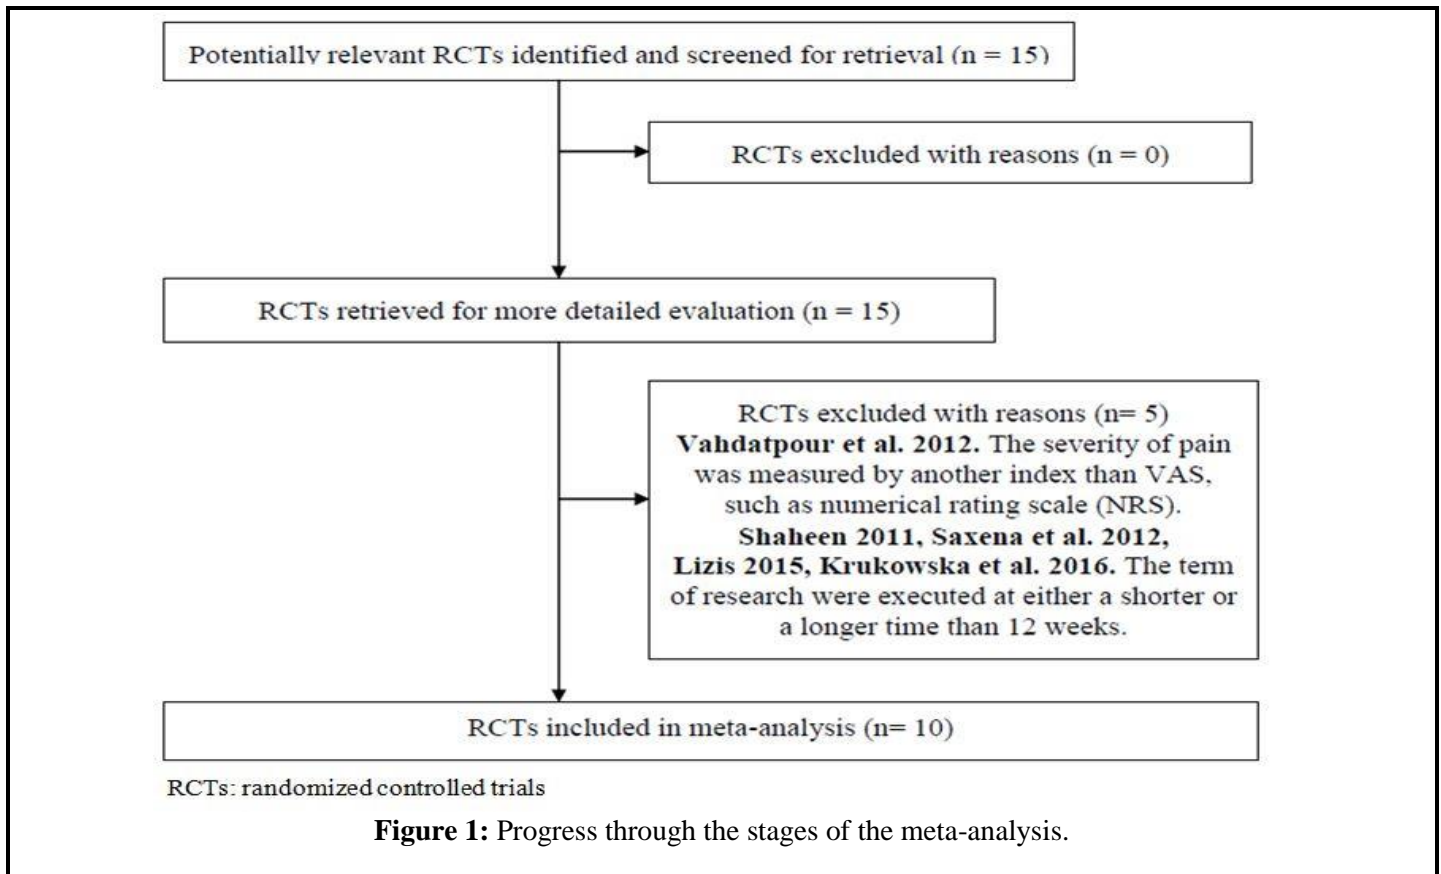 Potentially relevant RCTs identified and screened for retrieval (n = 15)
RCTs excluded with reasons (n = 0)
RCTs retrieved for more detailed evaluation (n = 15)
RCTs excluded with reasons (n= 5)
Vahdatpour et al. 2012. The severity of pain
was measured by another index than VAS,
such as numerical rating scale (NRS).
Shaheen 2011, Saxena et al. 2012,
Lizis 2015, Krukowska et al. 2016. The term
of research were executed at either a shorter or
a longer time than 12 weeks.
RCTs included in meta-analysis (n= 10)
RCTs: randomized controlled trials
Figure 1: Progress through the stages of the meta-analysis.